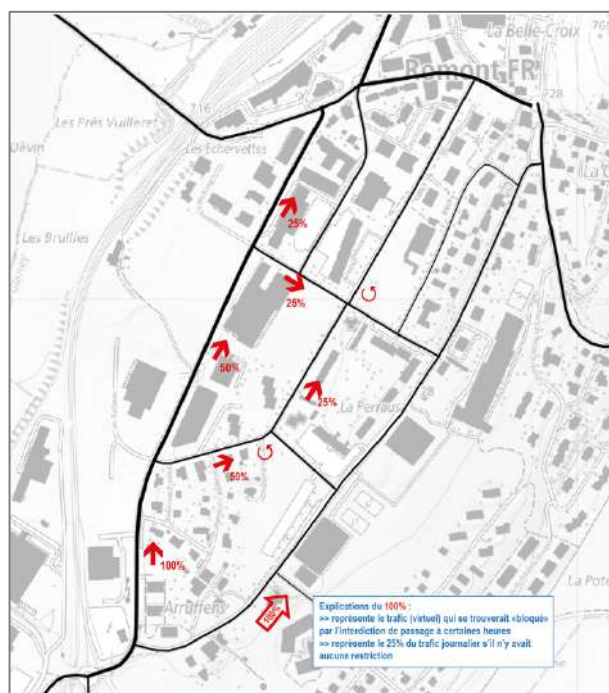 La Belle-Croix
Romont FR
728
716
Les Prés Vuilleret
Les Echervettes
Dévin
Les Brullies
25%
25%
50%
25%
La Perraus
50%
100%
Arruffens
100%
La Pote
Explications du 100% :
>> représente le trafic (virtuel) qui se trouverait «bloqué»
par l'interdiction de passage à certaines heures
>> représente le 25% du trafic journalier s'il n'y avait
aucune restriction